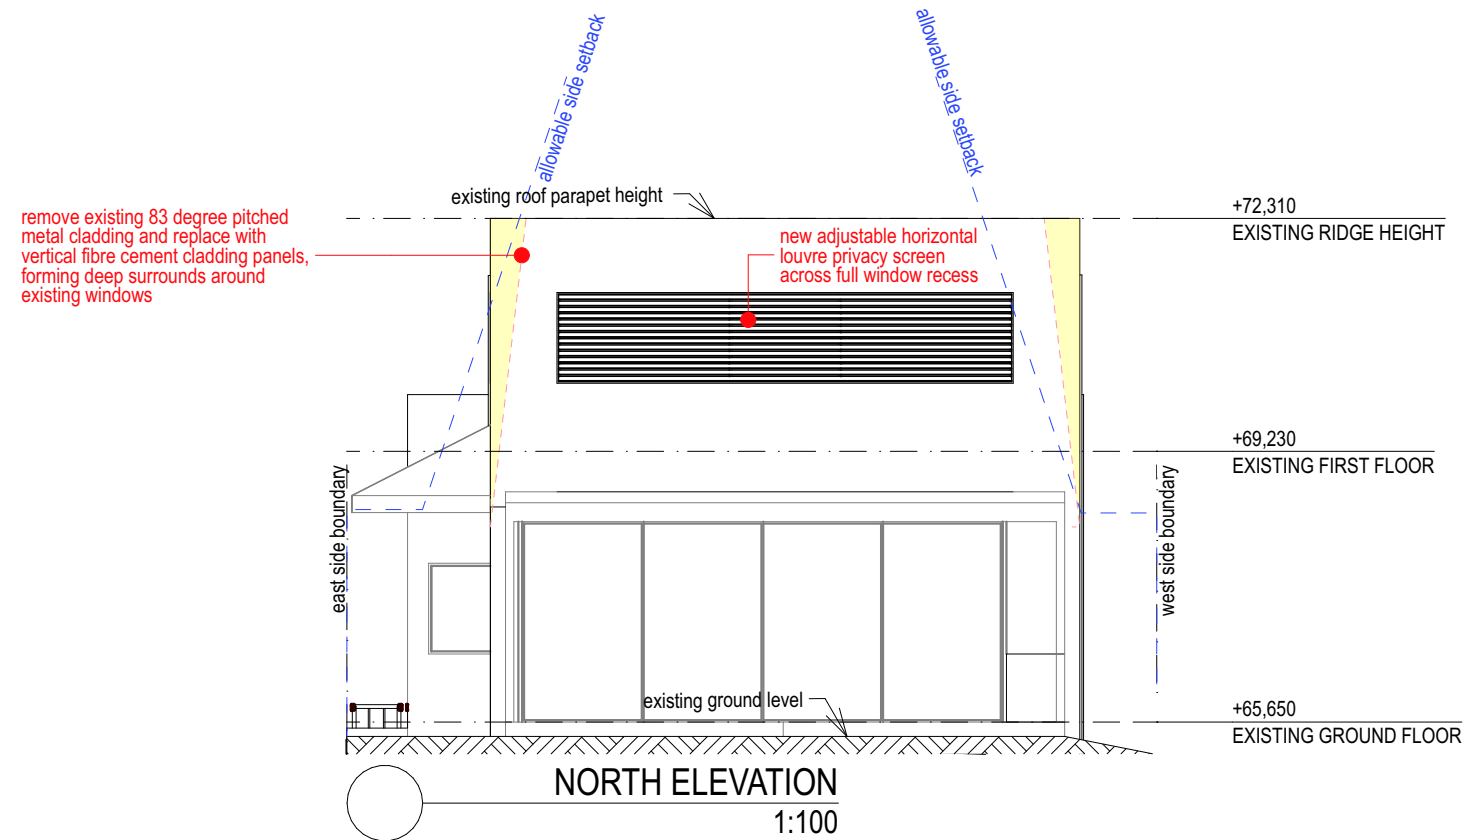 allowable side setback
allowable side setback
existing roof parapet height
+72,310
EXISTING RIDGE HEIGHT
remove existing 83 degree pitched
metal cladding and replace with
vertical fibre cement cladding panels,
forming deep surrounds around
existing windows
new adjustable horizontal
louvre privacy screen
across full window recess
+69,230
EXISTING FIRST FLOOR
east side boundary
west side boundary
existing ground level
+65,650
EXISTING GROUND FLOOR
NORTH ELEVATION
1:100